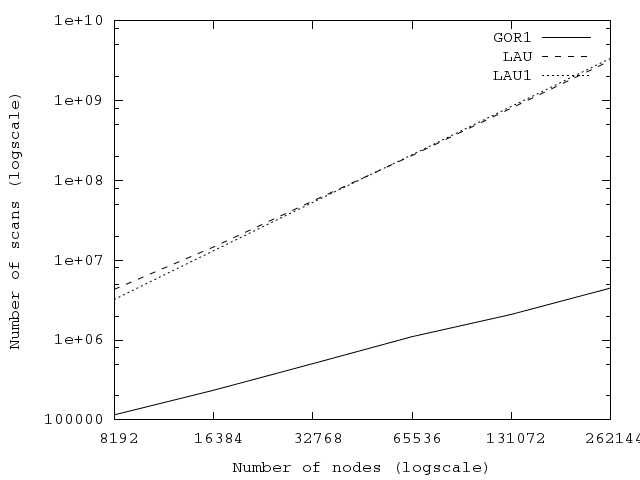 1e+10
1e+09
1e+08
1e+07
1e+06
100000
Number of scans (logscale)
GOR1
LAU
LAU1
8192 16384 32768 65536 131072 262144
Number of nodes (logscale)